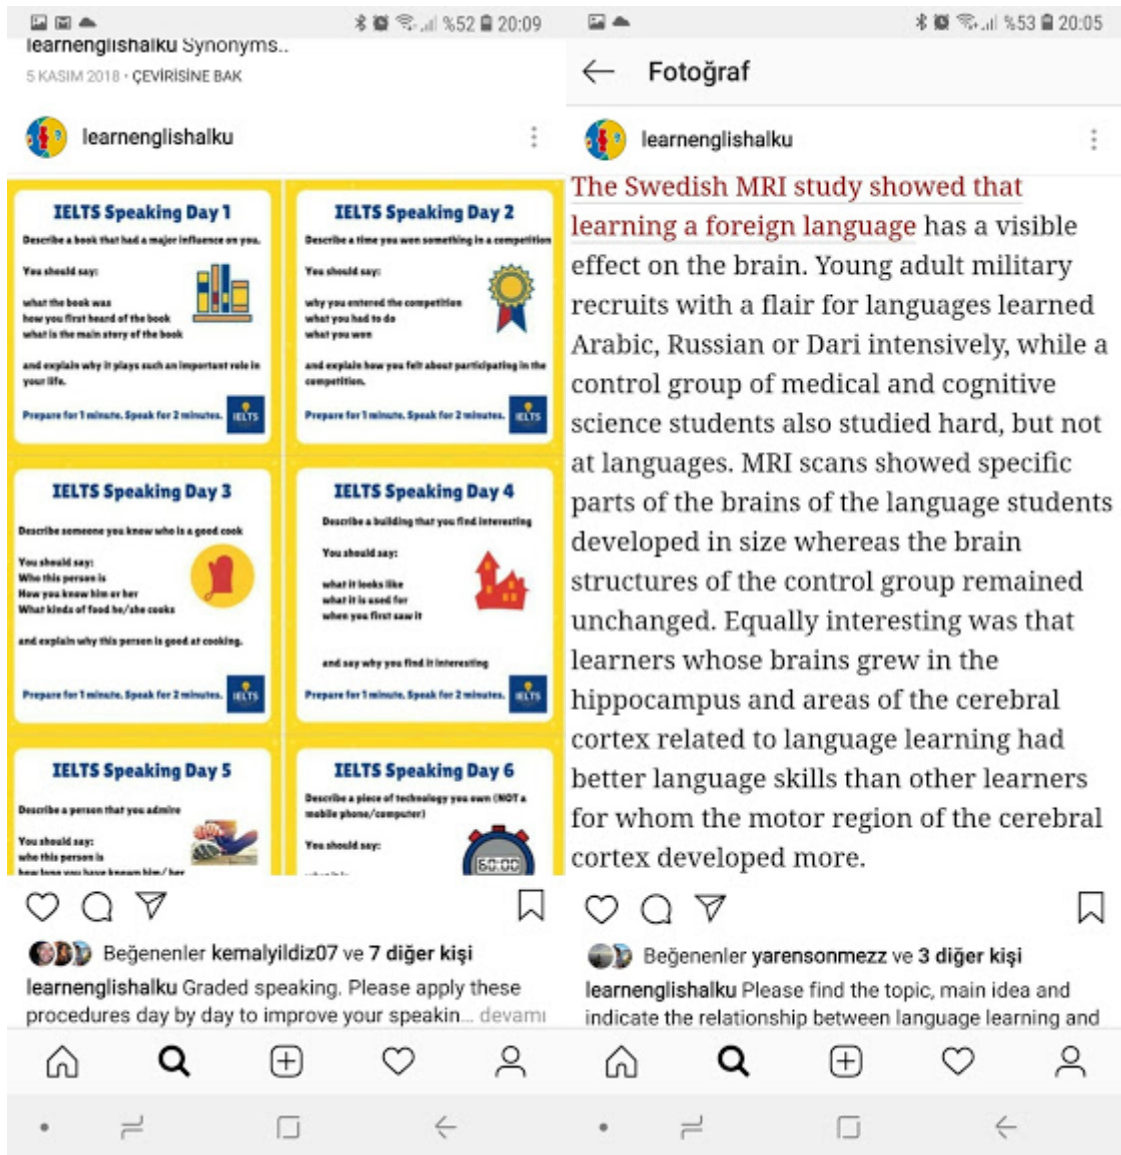 %52 20:09
learnenglishalku Synonyms..
5 KASIM 2018 • ÇEVİRİSİNE BAK
learnenglishalku
IELTS Speaking Day 1
Describe a book that had a major influence on you.
You should say:
what the book was
how you first heard of the book
what is the main story of the book
and explain why it plays such an important role in
your life.
Prepare for 1 minute. Speak for 2 minutes.
IELTS
IELTS Speaking Day 2
Describe a time you won something in a competition
You should say:
why you entered the competition
what you had to do
what you won
and explain how you felt about participating in the
competition.
Prepare for 1 minute. Speak for 2 minutes.
IELTS
IELTS Speaking Day 3
Describe someone you know who is a good cook
You should say:
Who this person is
How you know him or her
What kinds of food he/she cooks
and explain why this person is good at cooking.
Prepare for 1 minute. Speak for 2 minutes.
IELTS
IELTS Speaking Day 4
Describe a building that you find interesting
You should say:
what it looks like
what it is used for
when you first saw it
and say why you find it interesting
Prepare for 1 minute. Speak for 2 minutes.
IELTS
IELTS Speaking Day 5
Describe a person that you admire
You should say:
who this person is
how long you have known him/her
IELTS Speaking Day 6
Describe a piece of technology you own (NOT a
mobile phone/computer)
You should say:
60:00
Beğenenler kemalyildiz07 ve 7 diğer kişi
learnenglishalku Graded speaking. Please apply these
procedures day by day to improve your speakin... devamı
%53 20:05
Fotoğraf
learnenglishalku
The Swedish MRI study showed that
learning a foreign language has a visible
effect on the brain. Young adult military
recruits with a flair for languages learned
Arabic, Russian or Dari intensively, while a
control group of medical and cognitive
science students also studied hard, but not
at languages. MRI scans showed specific
parts of the brains of the language students
developed in size whereas the brain
structures of the control group remained
unchanged. Equally interesting was that
learners whose brains grew in the
hippocampus and areas of the cerebral
cortex related to language learning had
better language skills than other learners
for whom the motor region of the cerebral
cortex developed more.
Beğenenler yarensonmezz ve 3 diğer kişi
learnenglishalku Please find the topic, main idea and
indicate the relationship between language learning and